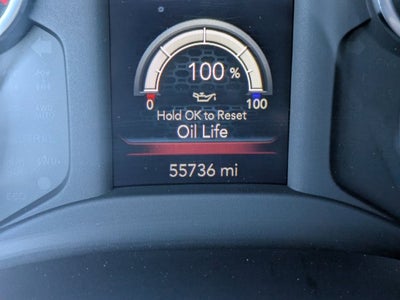 100 %
0 100
Hold OK to Reset
Oil Life
55736 mi